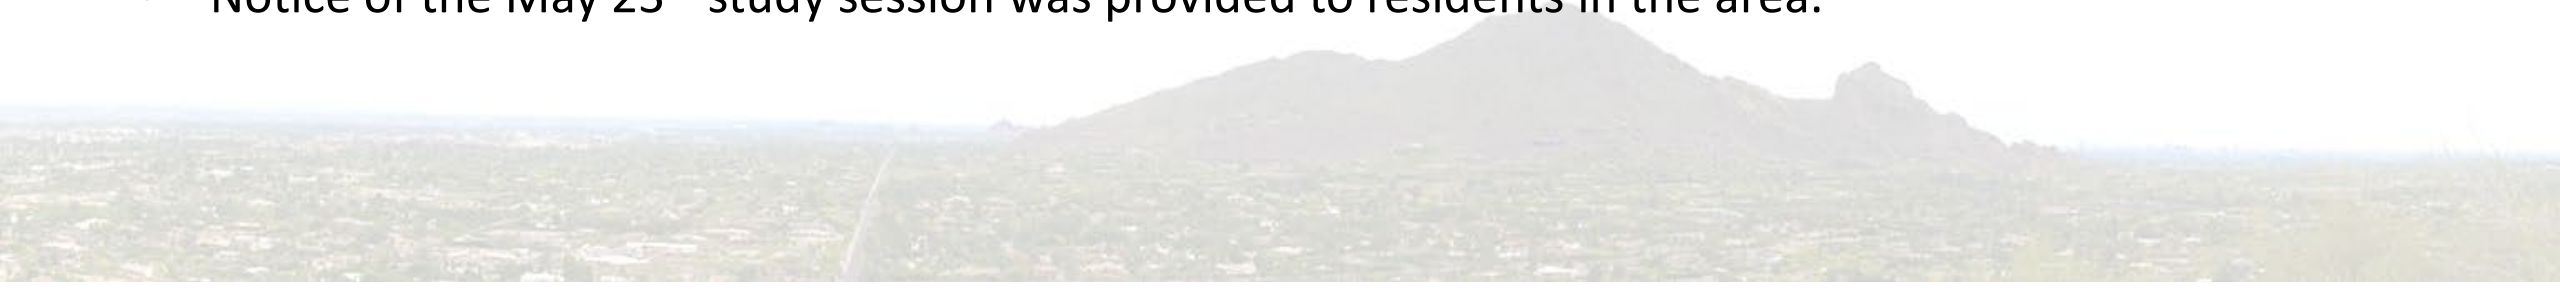 Notice of the May 23 study session was provided to residents in the area.